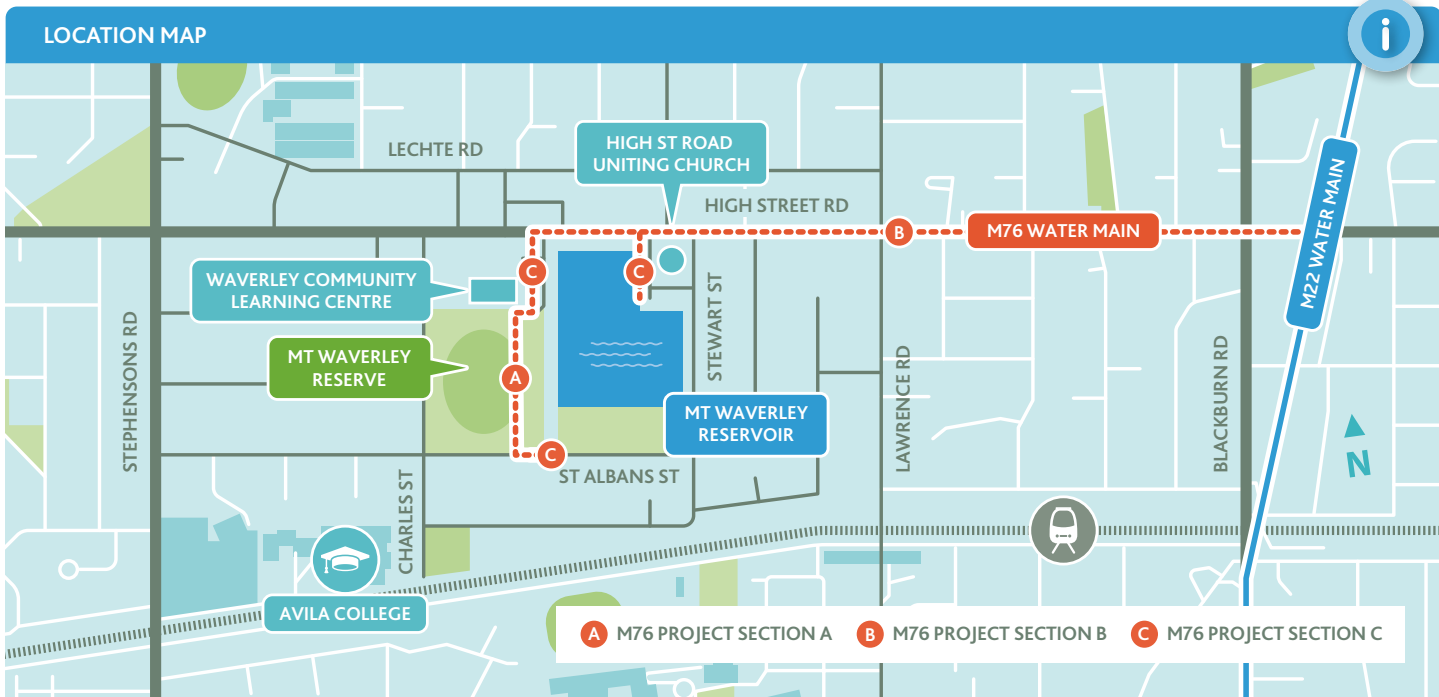 LOCATION MAP
i
LECHTE RD
HIGH ST ROAD
UNITING CHURCH
HIGH STREET RD
B
M76 WATER MAIN
M22 WATER MAIN
WAVERLEY COMMUNITY
LEARNING CENTRE
C
C
STEWART ST
STEPHENSONS RD
MT WAVERLEY
RESERVE
A
MT WAVERLEY
RESERVOIR
LAWRENCE RD
BLACKBURN RD
N
C
ST ALBANS ST
CHARLES ST
AVILA COLLEGE
A M76 PROJECT SECTION A B M76 PROJECT SECTION B C M76 PROJECT SECTION C